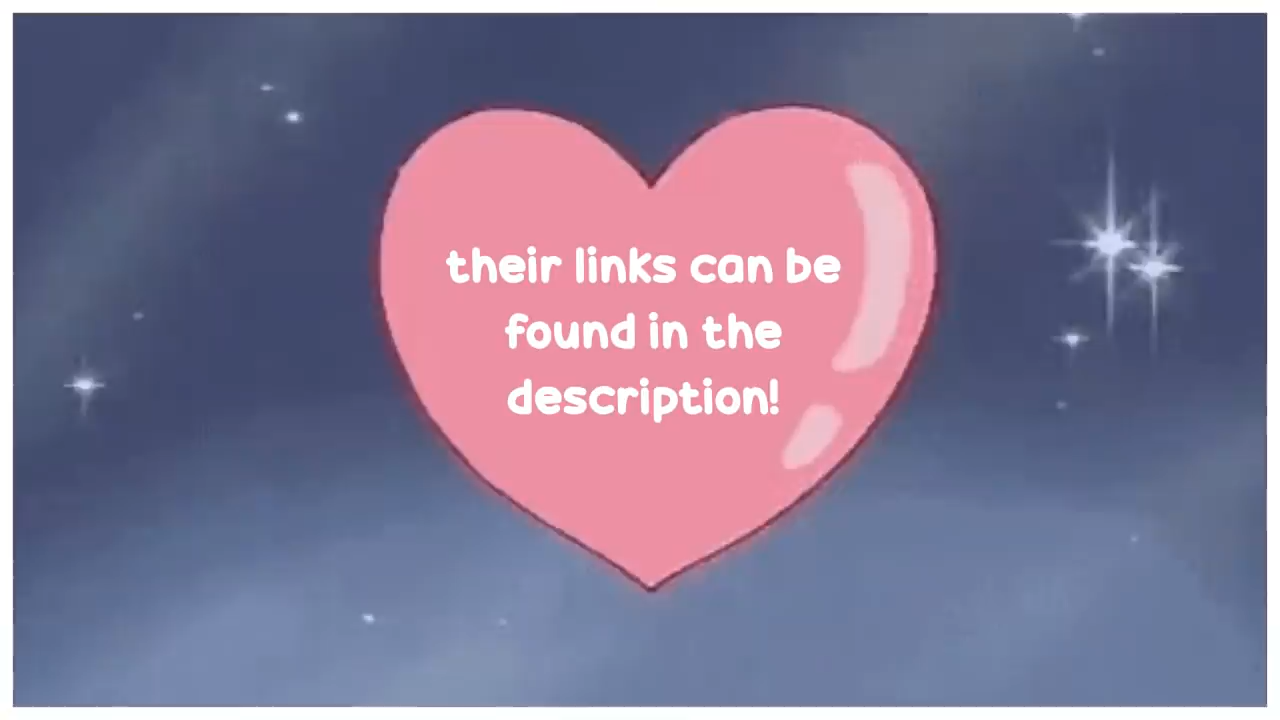 their links can be
found in the
description!